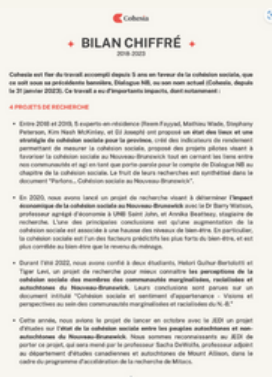 Cohesia
BILAN CHIFFRÉ
2018-2023
Cohesia est fier du travail accompli depuis 5 ans en faveur de la cohésion sociale, que
ce soit sous sa précédente bannière, Dialogue NB, ou son nom actuel (Cohesia, depuis
le 31 janvier 2023). Ce travail a eu d'importants impacts, dont notamment :
4 PROJETS DE RECHERCHE
• Entre 2018 et 2019, 5 experts-en-résidence (Reem Fayyad, Mathieu Wade, Stephany
Peterson, Kim Nash McKinley, et DJ Joseph) ont proposé un état des lieux et une
stratégie de cohésion sociale pour la province, créé des indicateurs de rendement
permettant de mesurer la cohésion sociale, proposé des projets pilotes visant à
favoriser la cohésion sociale au Nouveau-Brunswick tout en cernant les liens entre
nos communautés et agi en tant que porte-parole pour le compte de Dialogue NB au
chapitre de la cohésion sociale. Le fruit de leurs recherches est synthétisé dans le
document "Parlons... Cohésion sociale au Nouveau-Brunswick".
• En 2020, nous avons lancé un projet de recherche visant à déterminer l'impact
économique de la cohésion sociale au Nouveau-Brunswick avec le Dr Barry Watson,
professeur agrégé d'économie à UNB Saint John, et Annika Beatteay, stagiaire de
recherche. L'une des principales conclusions est qu'une augmentation de la
cohésion sociale est associée à une hausse des niveaux de bien-être. En particulier,
la cohésion sociale est l'un des facteurs prédictifs les plus forts du bien-être, et est
plus corrélée au bien-être que le revenu du ménage.
• Durant l'été 2022, nous avons confié à deux étudiants, Helori Guihur-Bertolotti et
Tiger Levi, un projet de recherche pour mieux connaître les perceptions de la
cohésion sociale des membres des communautés marginalisées, racialisées et
autochtones du Nouveau-Brunswick. Leurs conclusions sont parues sur un
document intitulé "Cohésion sociale et sentiment d'appartenance - Visions et
perspectives au sein des communautés marginalisées et racialisées du N.-B."
• Cette année, nous avions le projet de lancer en octobre avec le JEDI un projet
d'études sur l'état de la cohésion sociale entre les peuples autochtones et non-
autochtones du Nouveau-Brunswick. Nous sommes reconnaissants au JEDI de
porter ce projet, qui sera mené par le professeur Sacha DeWolfe, professeur adjoint
au département d'études canadiennes et autochtones de Mount Allison, dans le
cadre du programme d'accélération de la recherche de Mitacs.